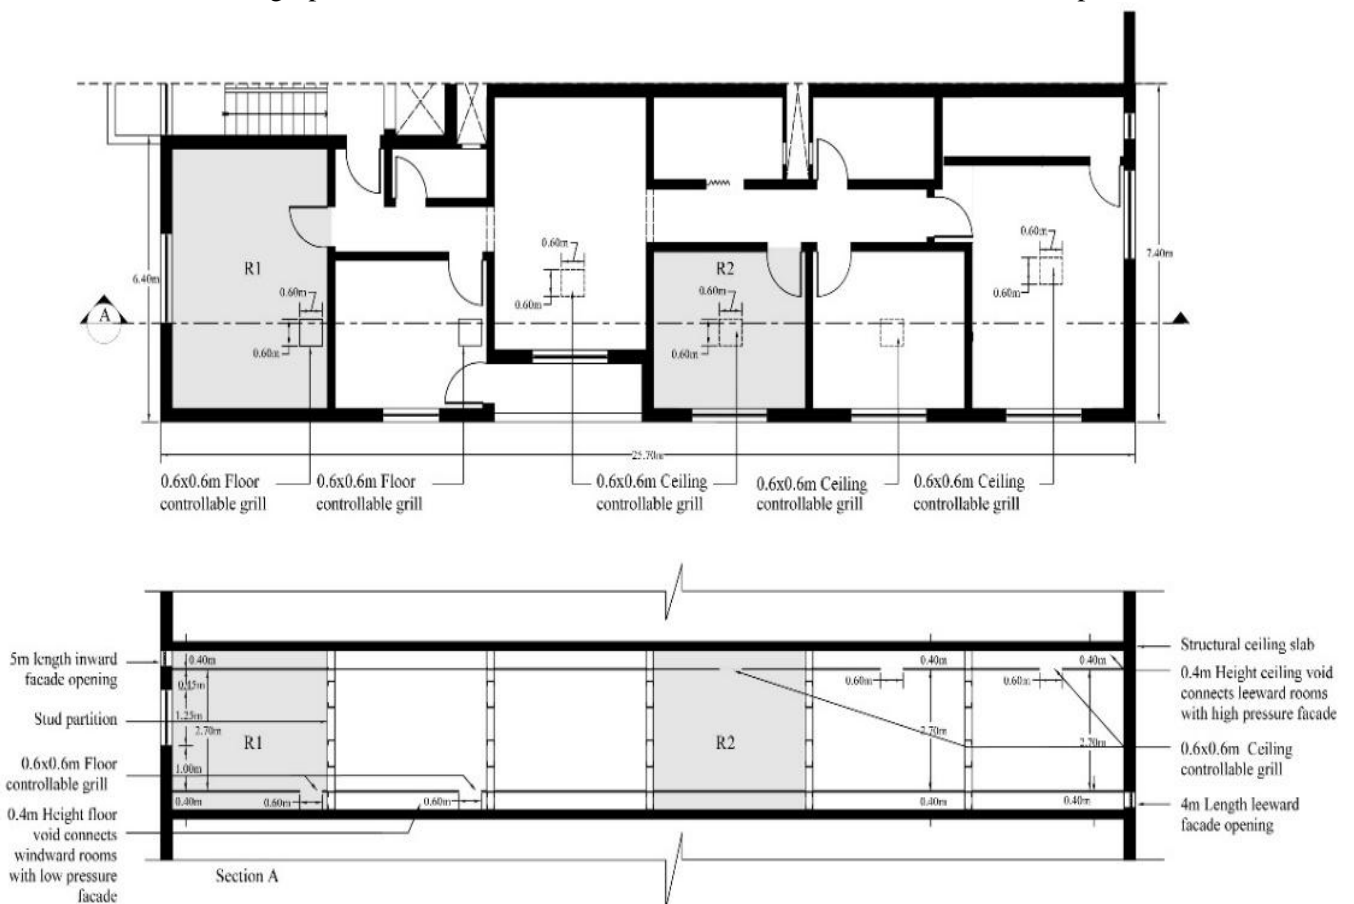 R1
R2
0.60m
0.60m
0.60m
0.60m
0.60m
0.60m
0.60m
0.60m
6.40m
7.40m
A
25.70m
0.6x0.6m Floor
controllable grill
0.6x0.6m Floor
controllable grill
0.6x0.6m Ceiling
controllable grill
0.6x0.6m Ceiling
controllable grill
0.6x0.6m Ceiling
controllable grill
5m length inward
facade opening
Stud partition
0.6x0.6m Floor
controllable grill
0.4m Height floor
void connects
windward rooms
with low pressure
facade
0.40m
0.45m
1.25m
2.70m
R1
1.00m
0.40m
0.60m
0.60m
R2
0.40m
0.60m
2.70m
0.40m
0.40m
0.60m
2.70m
0.40m
Structural ceiling slab
0.4m Height ceiling void
connects leeward rooms
with high pressure facade
0.6x0.6m Ceiling
controllable grill
4m Length leeward
facade opening
Section A